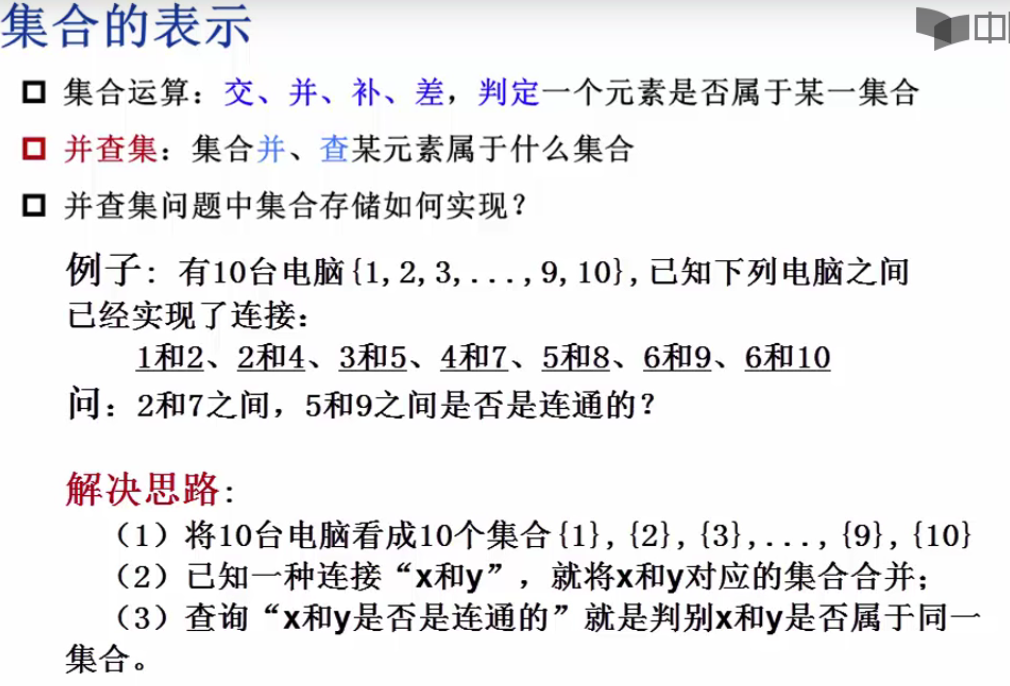 集合的表示
中
集合运算：交、并、补、差，判定一个元素是否属于某一集合
并查集：集合并、查某元素属于什么集合
并查集问题中集合存储如何实现？
例子：有10台电脑{1,2,3,...,9,10},已知下列电脑之间
已经实现了连接：
1和2、2和4、3和5、4和7、5和8、6和9、6和10
问：2和7之间，5和9之间是否是连通的？
解决思路：
（1）将10台电脑看成10个集合{1},{2},{3},...,{9},{10}
（2）已知一种连接“x和y”，就将x和y对应的集合合并；
（3）查询“x和y是否是连通的”就是判别x和y是否属于同一
集合。